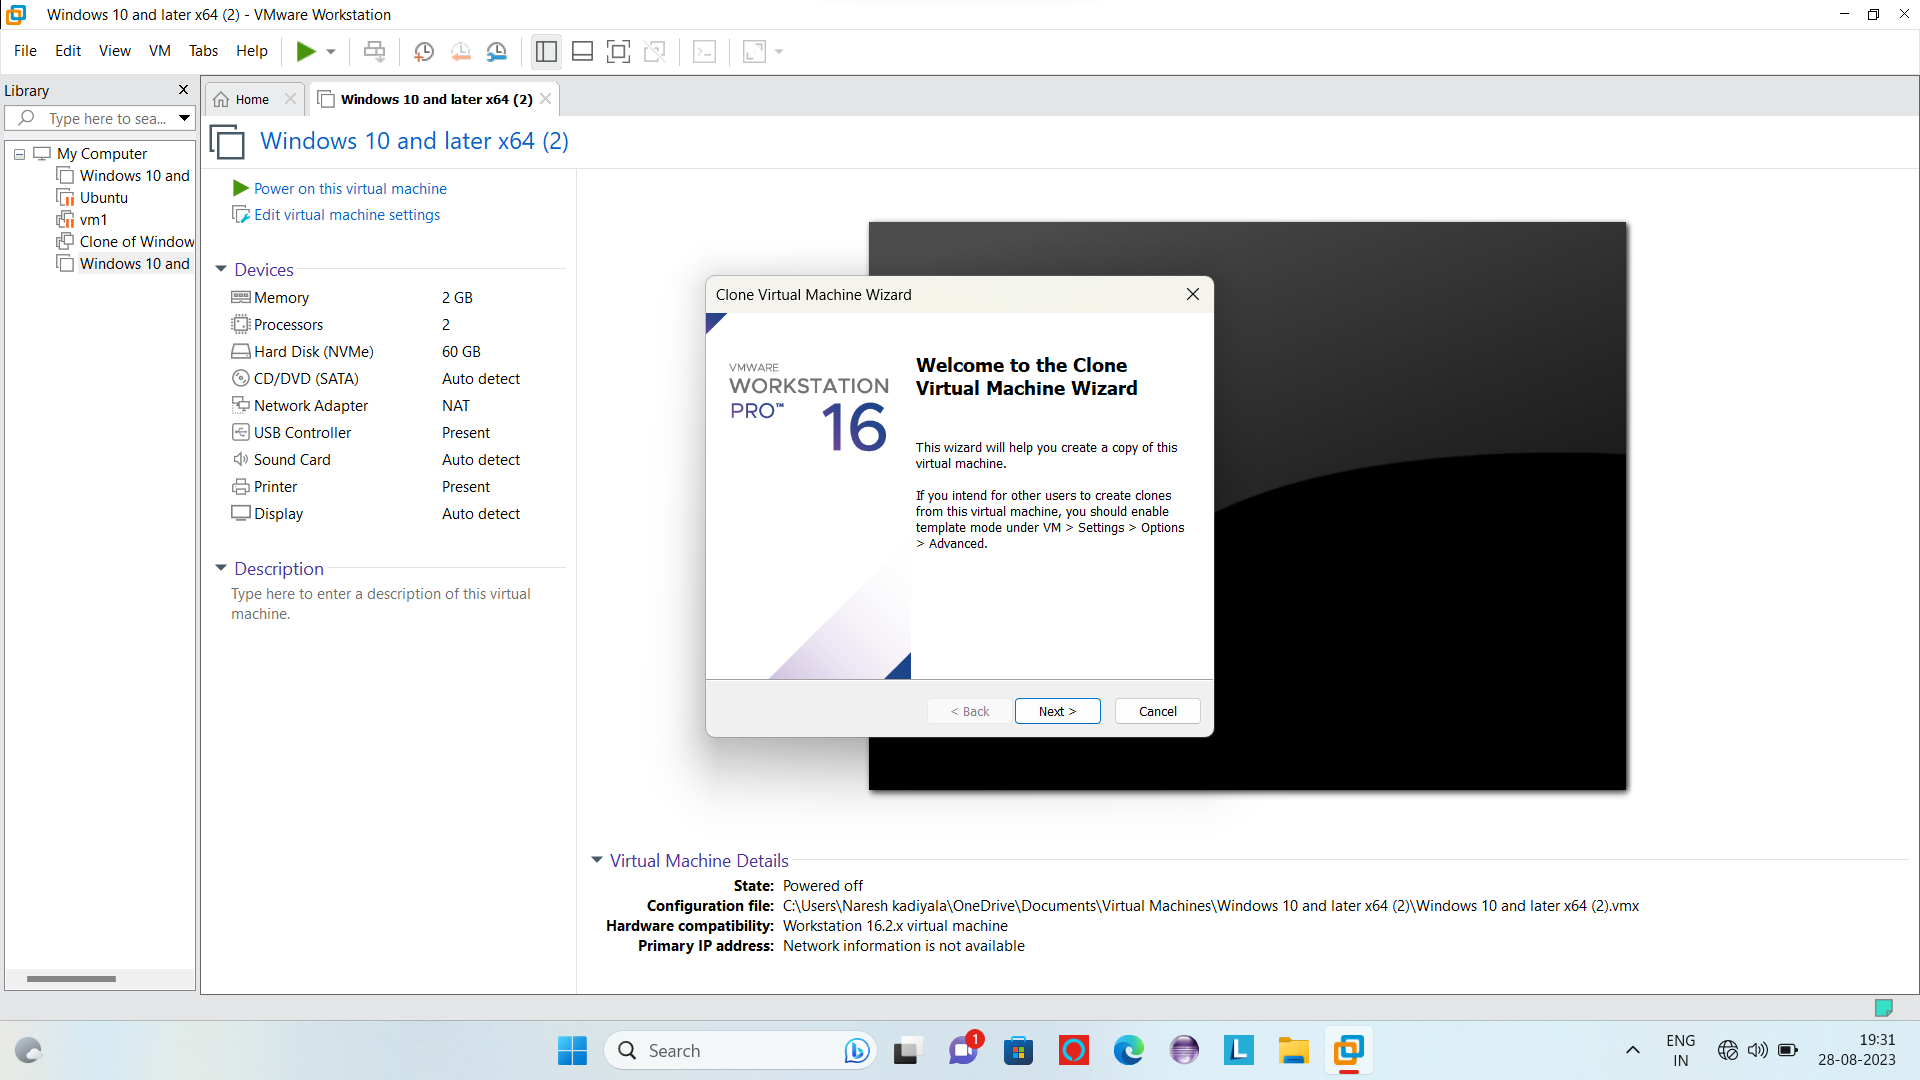 Windows 10 and later x64 (2) - VMware Workstation
File Edit View VM Tabs Help
Library
Type here to sea...
My Computer
Windows 10 and
Ubuntu
vm1
Clone of Window
Windows 10 and
Home
Windows 10 and later x64 (2)
Windows 10 and later x64 (2)
Power on this virtual machine
Edit virtual machine settings
Devices
Memory 2 GB
Processors 2
Hard Disk (NVMe) 60 GB
CD/DVD (SATA) Auto detect
Network Adapter NAT
USB Controller Present
Sound Card Auto detect
Printer Present
Display Auto detect
Description
Type here to enter a description of this virtual
machine.
Clone Virtual Machine Wizard
VMWARE
WORKSTATION
PRO™ 16
Welcome to the Clone
Virtual Machine Wizard
This wizard will help you create a copy of this
virtual machine.
If you intend for other users to create clones
from this virtual machine, you should enable
template mode under VM > Settings > Options
> Advanced.
< Back Next > Cancel
Virtual Machine Details
State: Powered off
Configuration file: C:\Users\Naresh kadiyala\OneDrive\Documents\Virtual Machines\Windows 10 and later x64 (2)\Windows 10 and later x64 (2).vmx
Hardware compatibility: Workstation 16.2.x virtual machine
Primary IP address: Network information is not available
Search
1
L
ENG
IN
19:31
28-08-2023